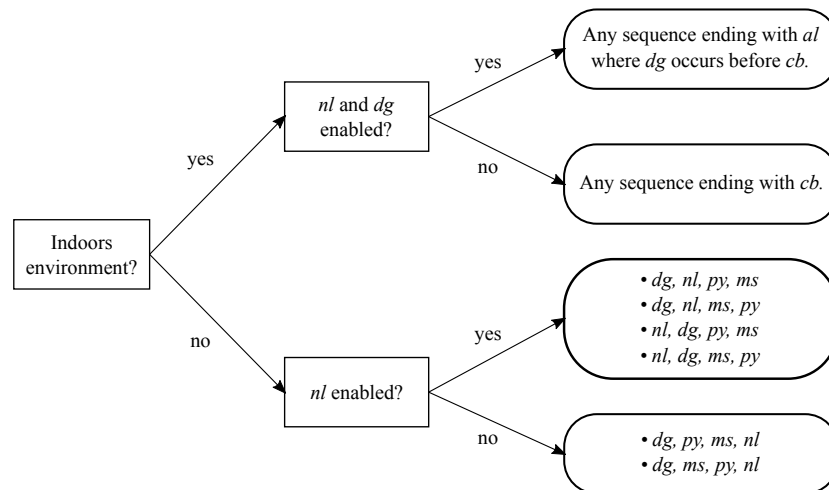 Indoors
environment?
yes
no
nl and dg
enabled?
yes
no
nl enabled?
yes
no
Any sequence ending with al
where dg occurs before cb.
Any sequence ending with cb.
• dg, nl, py, ms
• dg, nl, ms, py
• nl, dg, py, ms
• nl, dg, ms, py
• dg, py, ms, nl
• dg, ms, py, nl